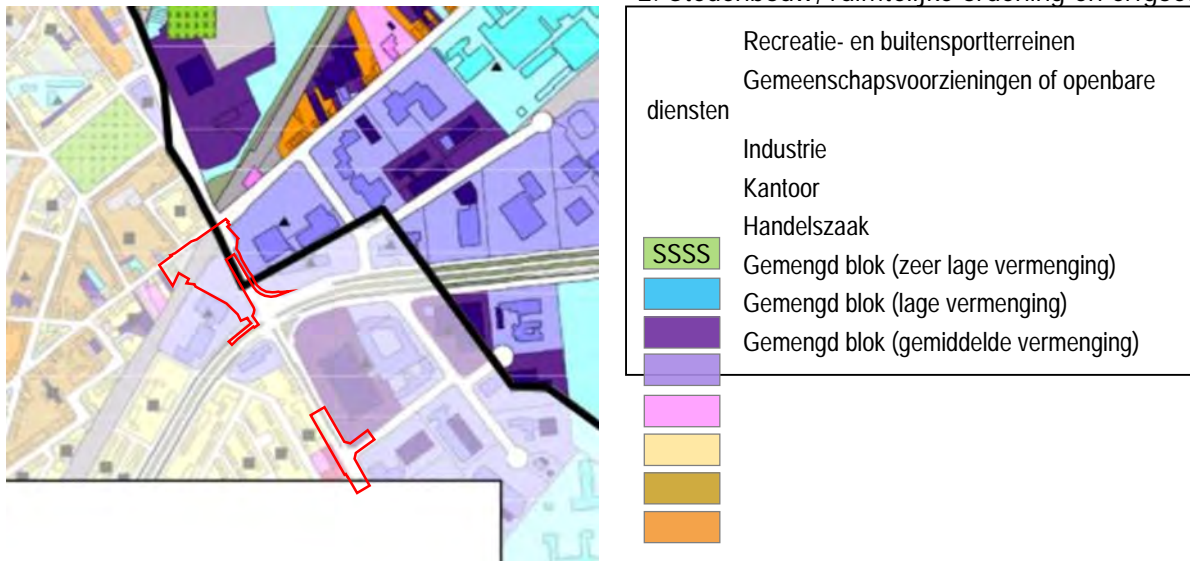 Recreatie- en buitensportterreinen
Gemeenschapsvoorzieningen of openbare
diensten
Industrie
Kantoor
Handelszaak
SSSS
Gemengd blok (zeer lage vermenging)
Gemengd blok (lage vermenging)
Gemengd blok (gemiddelde vermenging)